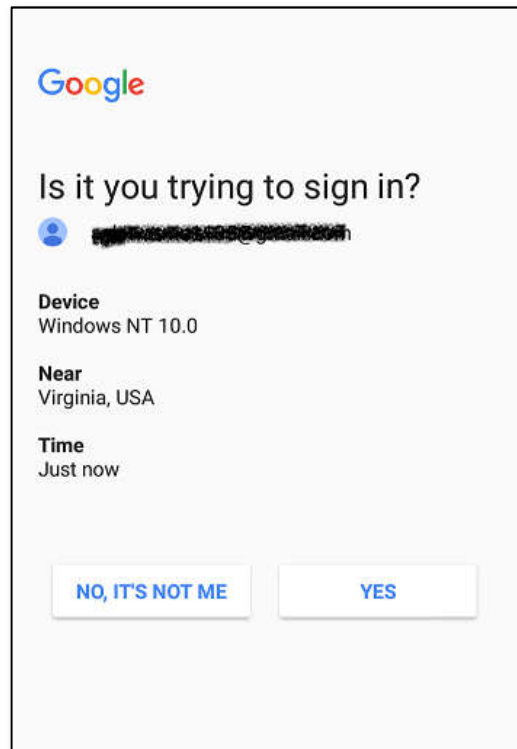 Google
Is it you trying to sign in?
Device
Windows NT 10.0
Near
Virginia, USA
Time
Just now
NO, IT'S NOT ME
YES